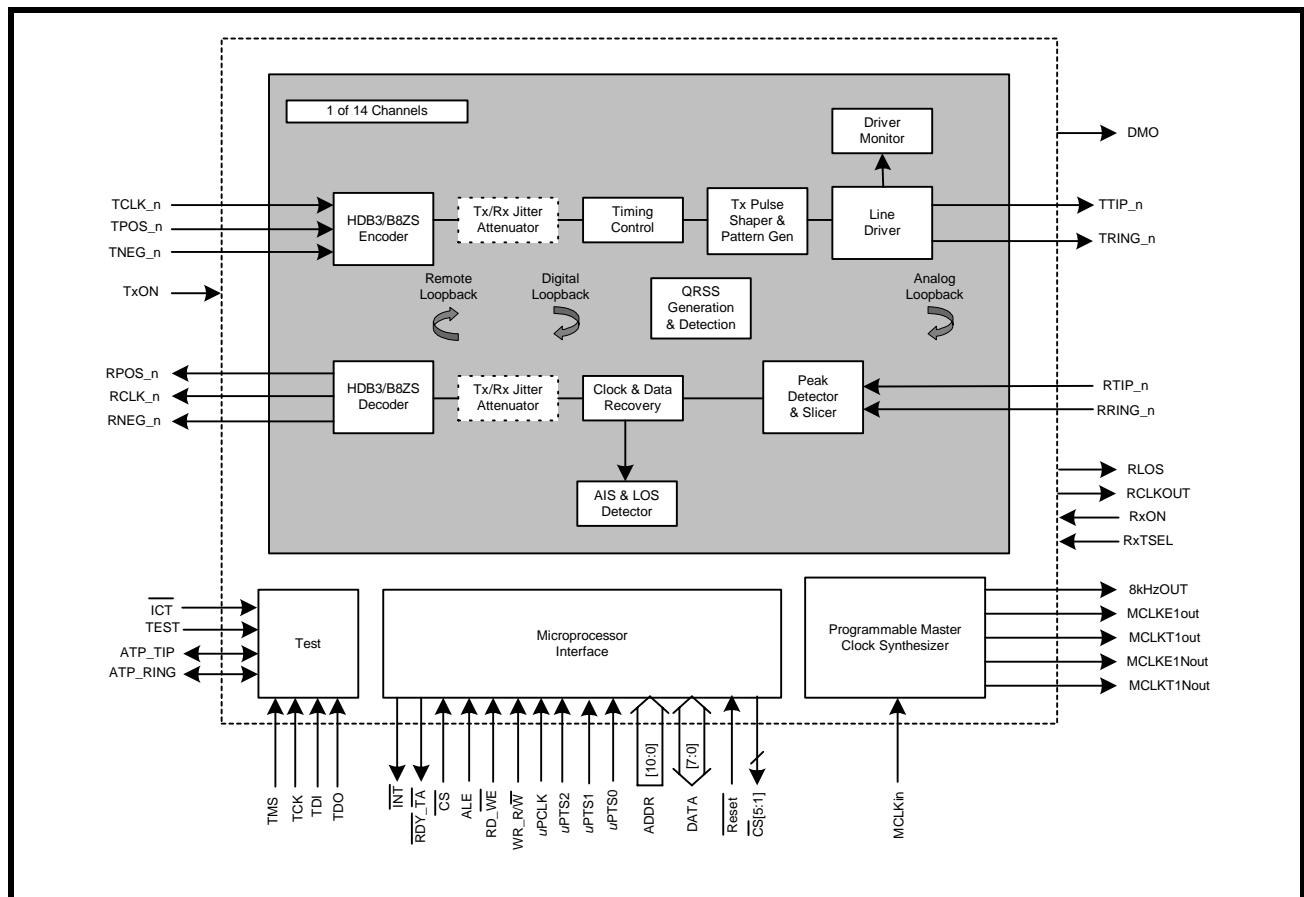 1 of 14 Channels
Driver
Monitor
DMO
TCLK_n
TPOS_n
TNEG_n
HDB3/B8ZS
Encoder
Tx/Rx Jitter
Attenuator
Timing
Control
Tx Pulse
Shaper &
Pattern Gen
Line
Driver
TTIP_n
TRING_n
TxON
Remote
Loopback
Digital
Loopback
QRSS
Generation
& Detection
Analog
Loopback
RPOS_n
RCLK_n
RNEG_n
HDB3/B8ZS
Decoder
Tx/Rx Jitter
Attenuator
Clock & Data
Recovery
Peak
Detector
& Slicer
RTIP_n
RRING_n
AIS & LOS
Detector
RLOS
RCLKOUT
RxON
RxTSEL
ICT
TEST
ATP_TIP
ATP_RING
Test
Microprocessor
Interface
Programmable Master
Clock Synthesizer
8kHzOUT
MCLKE1out
MCLKT1out
MCLKE1Nout
MCLKT1Nout
TMS
TCK
TDI
TDO
INT
RDY_TA
CS
ALE
RD_WE
WR_R/W
uPCLK
uPTS2
uPTS1
uPTS0
[10:0]
ADDR
[7:0]
DATA
Reset
CS[5:1]
MCLKin